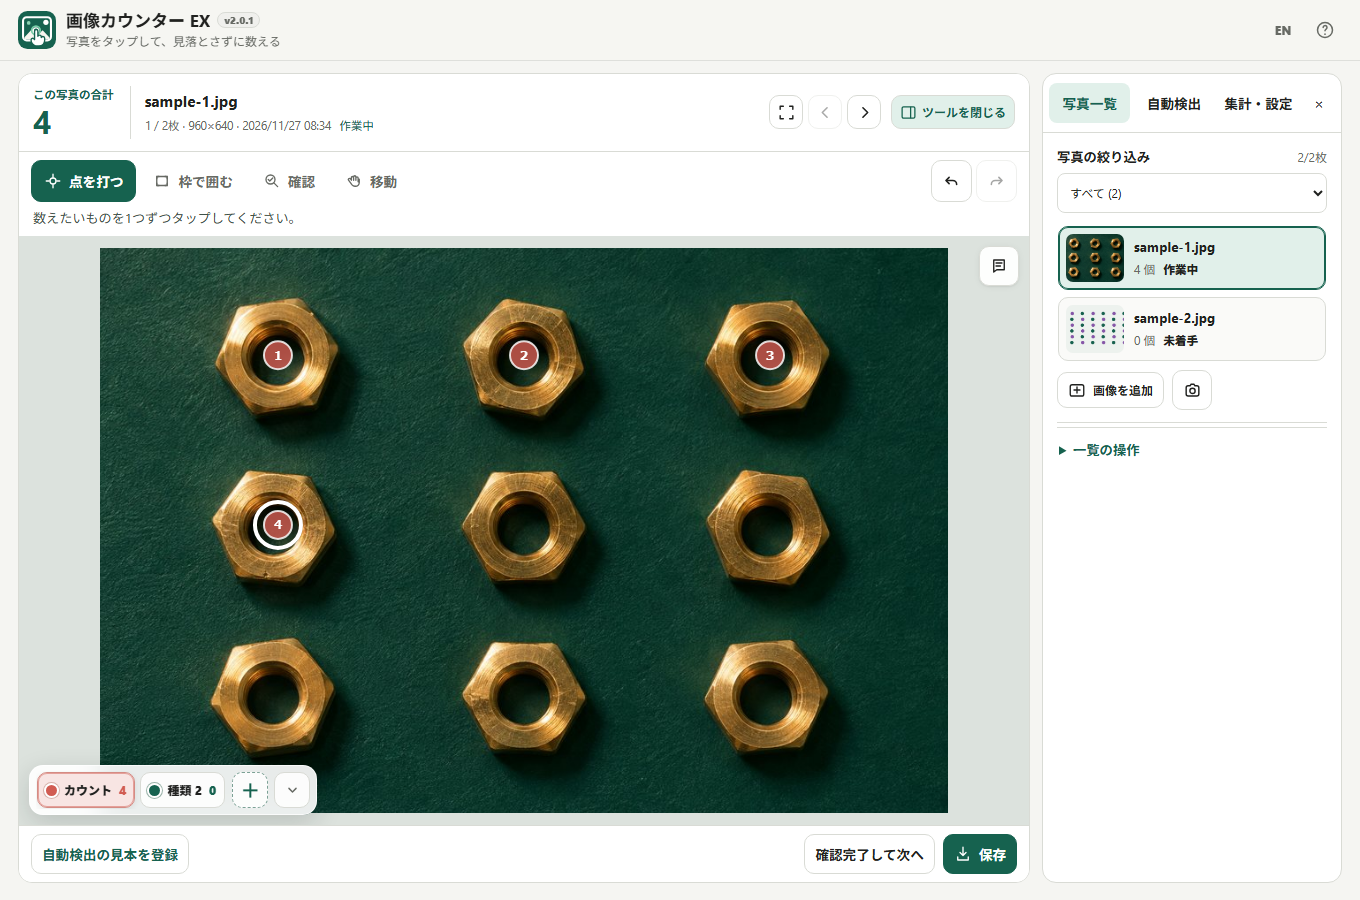 画像カウンター EX v2.0.1
写真をタップして、見落とさずに数える
EN
この写真の合計
4
sample-1.jpg
1 / 2枚 · 960×640 · 2026/11/27 08:34 作業中
ツールを閉じる
点を打つ
枠で囲む
確認
移動
数えたいものを1つずつタップしてください。
1
2
3
4
カウント 4
種類 2 0
自動検出の見本を登録
確認完了して次へ
保存
写真一覧
自動検出
集計・設定
×
写真の絞り込み
2/2枚
すべて (2)
sample-1.jpg
4 個 作業中
sample-2.jpg
0 個 未着手
画像を追加
一覧の操作